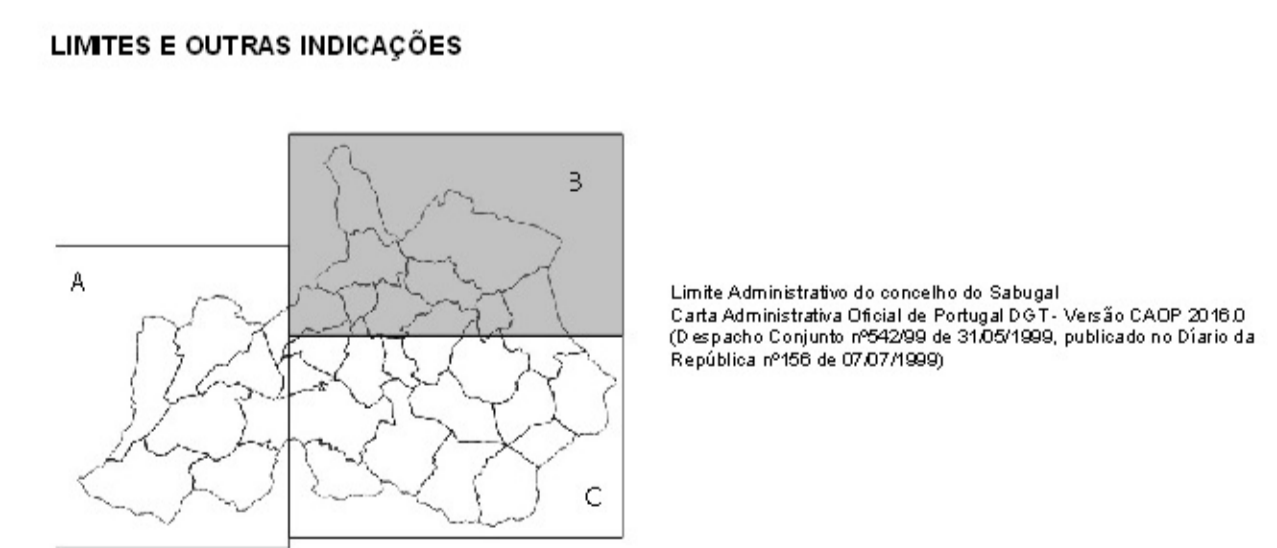 LIMITES E OUTRAS INDICAÇÕES
B
A
Limite Administrativo do concelho do Sabugal
Carta Administrativa Oficial de Portugal DGT- Versão CAOP 2016.0
(Despacho Conjunto nº542/99 de 31/05/1999, publicado no Díario da
República nº156 de 07/07/1999)
C